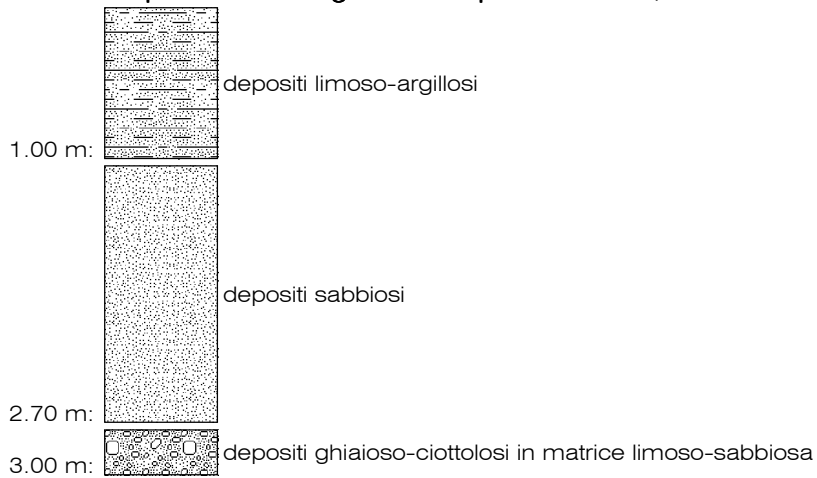 depositi limoso-argillosi
1.00 m:
depositi sabbiosi
2.70 m:
depositi ghiaioso-ciottolosi in matrice limoso-sabbiosa
3.00 m: